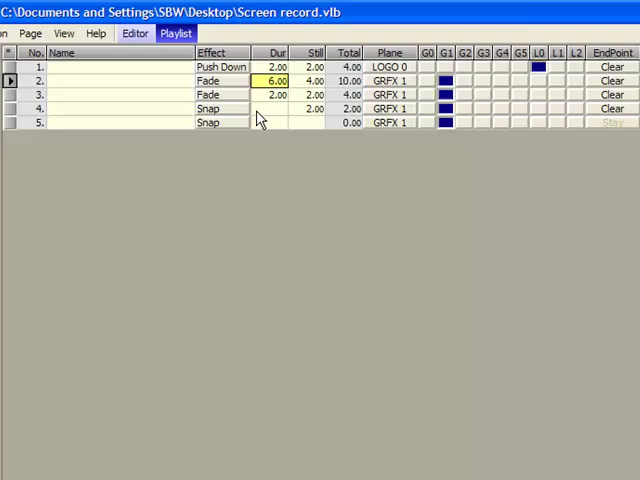 C:\Documents and Settings\SBW\Desktop\Screen record.vlb
on Page View Help Editor Playlist
* No. Name Effect Dur Still Total Plane G0 G1 G2 G3 G4 G5 L0 L1 L2 EndPoint
1. Push Down 2.00 2.00 4.00 LOGO 0 Clear
2. Fade 6.00 4.00 10.00 GRFX 1 Clear
3. Fade 2.00 2.00 4.00 GRFX 1 Clear
4. Snap 2.00 2.00 GRFX 1 Clear
5. Snap 0.00 GRFX 1 Stay